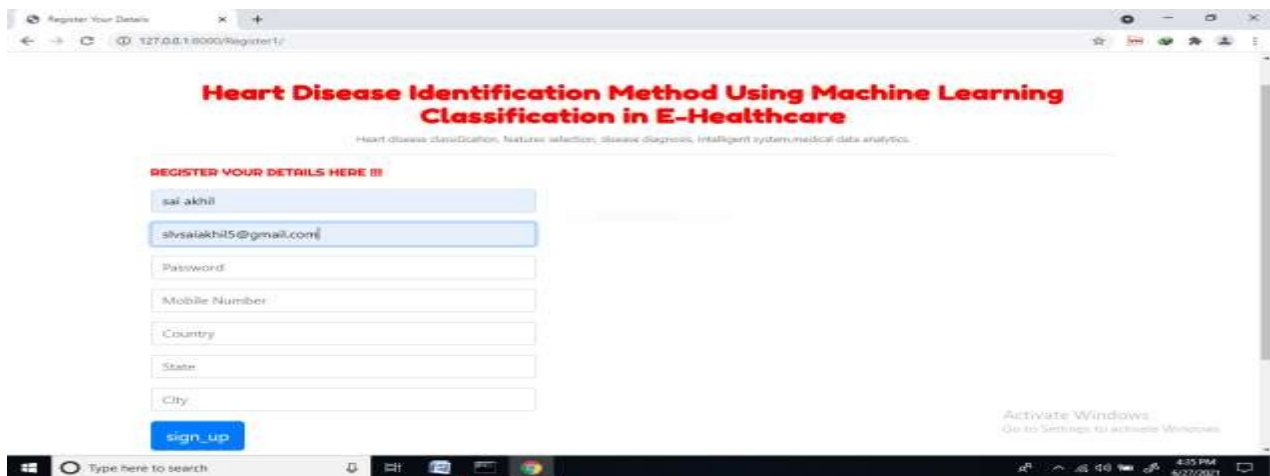 Register Your Details
127.0.0.1:8000/Register1/
Heart Disease Identification Method Using Machine Learning
Classification in E-Healthcare
Heart disease classification, features selection, disease diagnosis, intelligent system,medical data analytics.
REGISTER YOUR DETAILS HERE !!!
sai akhil
slvsaiakhil5@gmail.com
Password
Mobile Number
Country
State
City
sign_up
Activate Windows
Go to Settings to activate Windows.
Type here to search
4:35 PM
6/27/2021